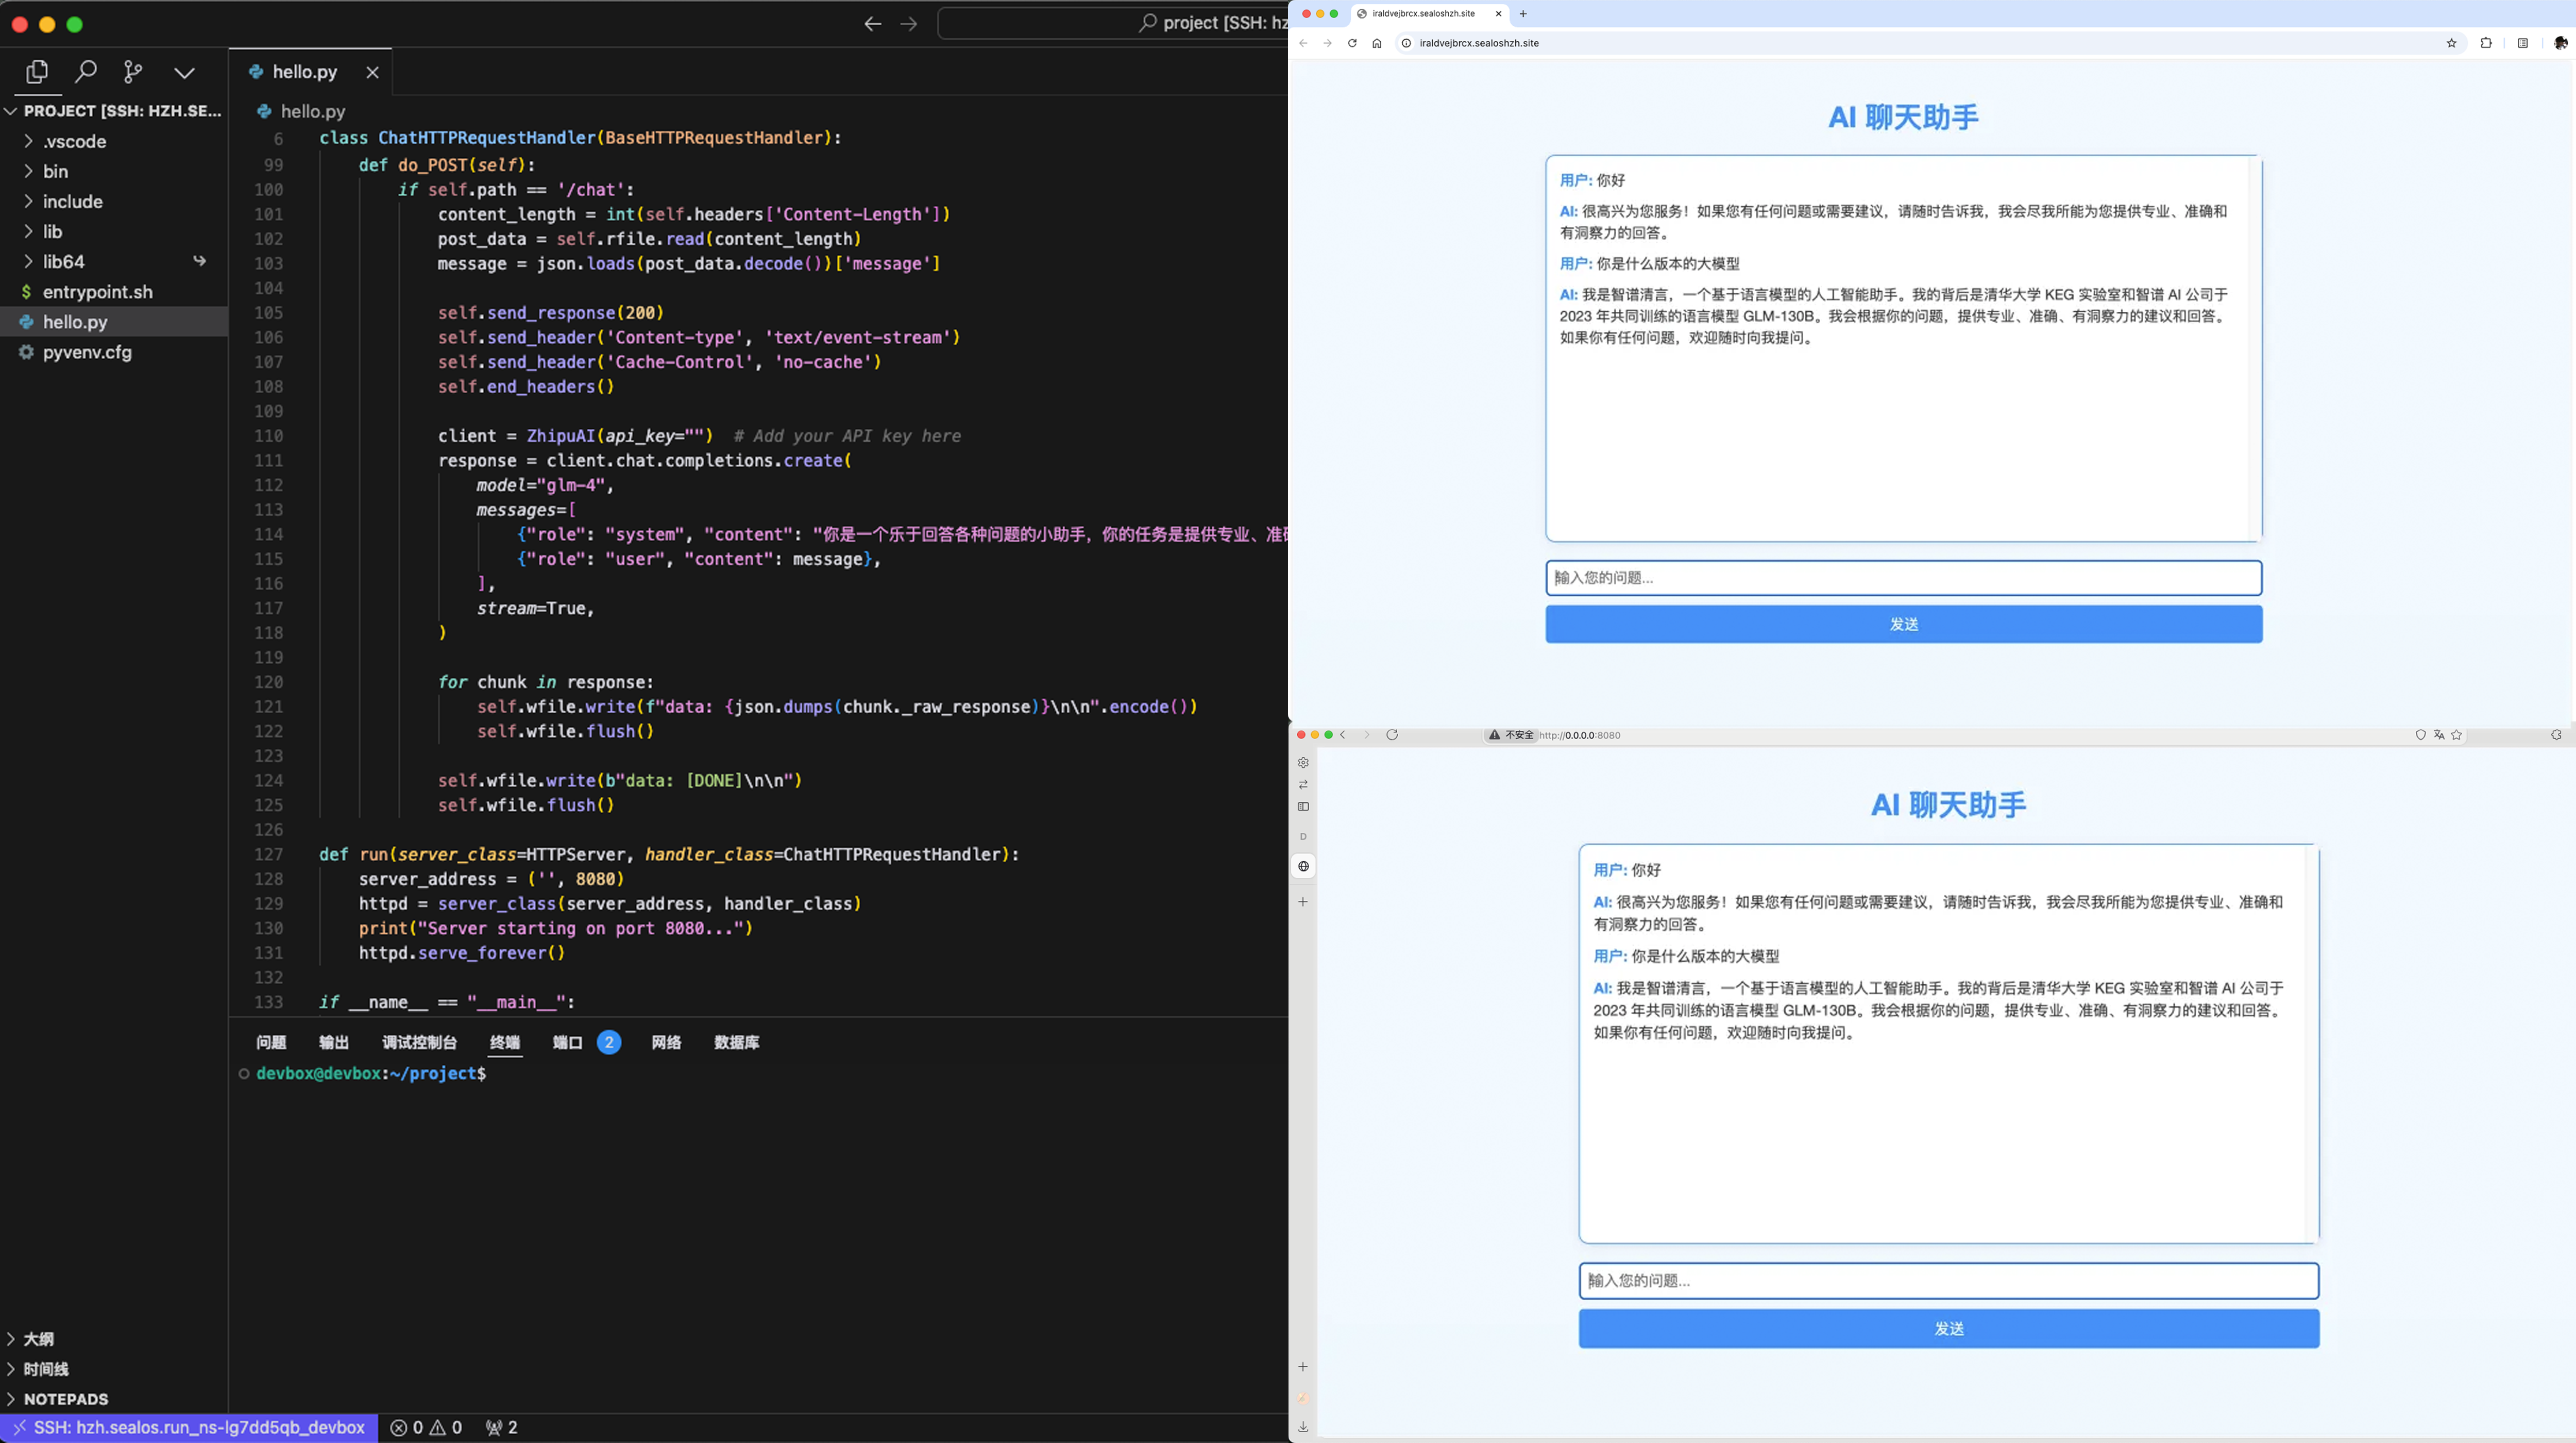 project [SSH: hz
PROJECT [SSH: HZH.SE...
.vscode
bin
include
lib
lib64
entrypoint.sh
hello.py
pyvenv.cfg
大纲
时间线
NOTEPADS
hello.py
hello.py
6 class ChatHTTPRequestHandler(BaseHTTPRequestHandler):
99 def do_POST(self):
100 if self.path == '/chat':
101 content_length = int(self.headers['Content-Length'])
102 post_data = self.rfile.read(content_length)
103 message = json.loads(post_data.decode())['message']
104
105 self.send_response(200)
106 self.send_header('Content-type', 'text/event-stream')
107 self.send_header('Cache-Control', 'no-cache')
108 self.end_headers()
109
110 client = ZhipuAI(api_key="") # Add your API key here
111 response = client.chat.completions.create(
112 model="glm-4",
113 messages=[
114 {"role": "system", "content": "你是一个乐于回答各种问题的小助手，你的任务是提供专业、准
115 {"role": "user", "content": message},
116 ],
117 stream=True,
118 )
119
120 for chunk in response:
121 self.wfile.write(f"data: {json.dumps(chunk._raw_response)}\n\n".encode())
122 self.wfile.flush()
123
124 self.wfile.write(b"data: [DONE]\n\n")
125 self.wfile.flush()
126
127 def run(server_class=HTTPServer, handler_class=ChatHTTPRequestHandler):
128 server_address = ('', 8080)
129 httpd = server_class(server_address, handler_class)
130 print("Server starting on port 8080...")
131 httpd.serve_forever()
132
133 if __name__ == "__main__":
问题 输出 调试控制台 终端 端口 2 网络 数据库
devbox@devbox:~/project$
SSH: hzh.sealos.run_ns-lg7dd5qb_devbox 0 0 2
iraldvejbrcx.sealoshzh.site
iraldvejbrcx.sealoshzh.site
AI 聊天助手
用户: 你好
AI: 很高兴为您服务！如果您有任何问题或需要建议，请随时告诉我，我会尽我所能为您提供专业、准确和
有洞察力的回答。
用户: 你是什么版本的大模型
AI: 我是智谱清言，一个基于语言模型的人工智能助手。我的背后是清华大学 KEG 实验室和智谱 AI 公司于
2023 年共同训练的语言模型 GLM-130B。我会根据你的问题，提供专业、准确、有洞察力的建议和回答。
如果你有任何问题，欢迎随时向我提问。
输入您的问题...
发送
不安全 http://0.0.0.0:8080
D
AI 聊天助手
用户: 你好
AI: 很高兴为您服务！如果您有任何问题或需要建议，请随时告诉我，我会尽我所能为您提供专业、准确和
有洞察力的回答。
用户: 你是什么版本的大模型
AI: 我是智谱清言，一个基于语言模型的人工智能助手。我的背后是清华大学 KEG 实验室和智谱 AI 公司于
2023 年共同训练的语言模型 GLM-130B。我会根据你的问题，提供专业、准确、有洞察力的建议和回答。
如果你有任何问题，欢迎随时向我提问。
输入您的问题...
发送